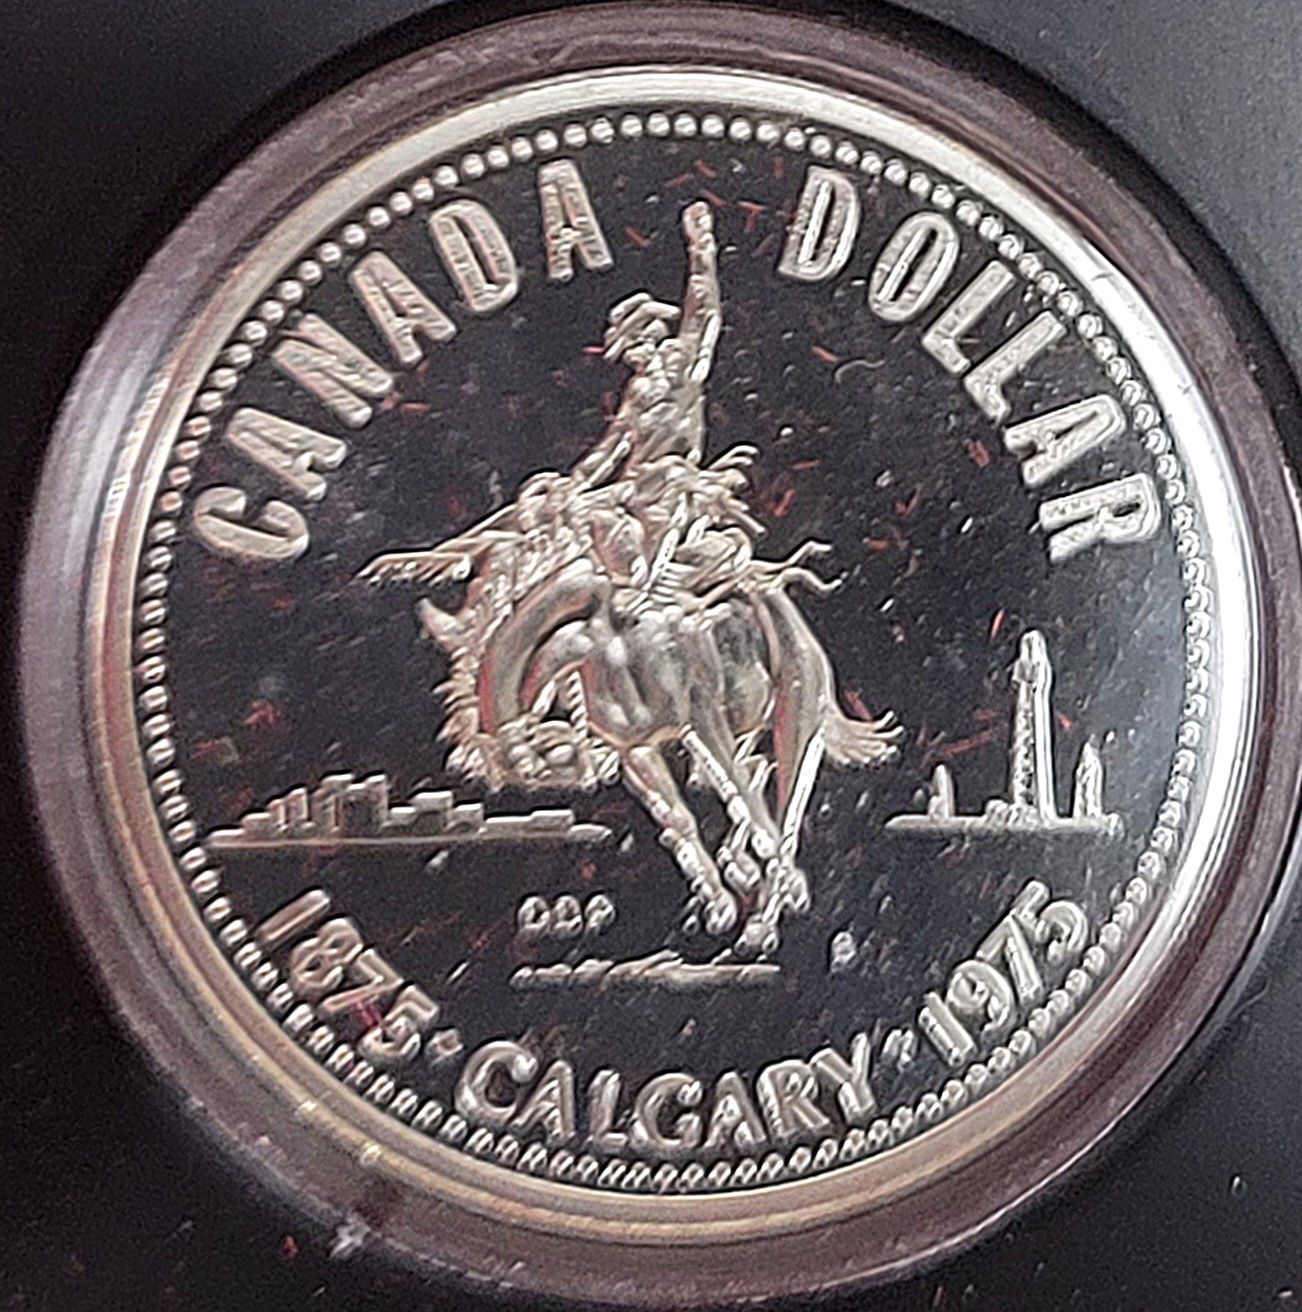 CANADA DOLLAR
1875 · CALGARY · 1975